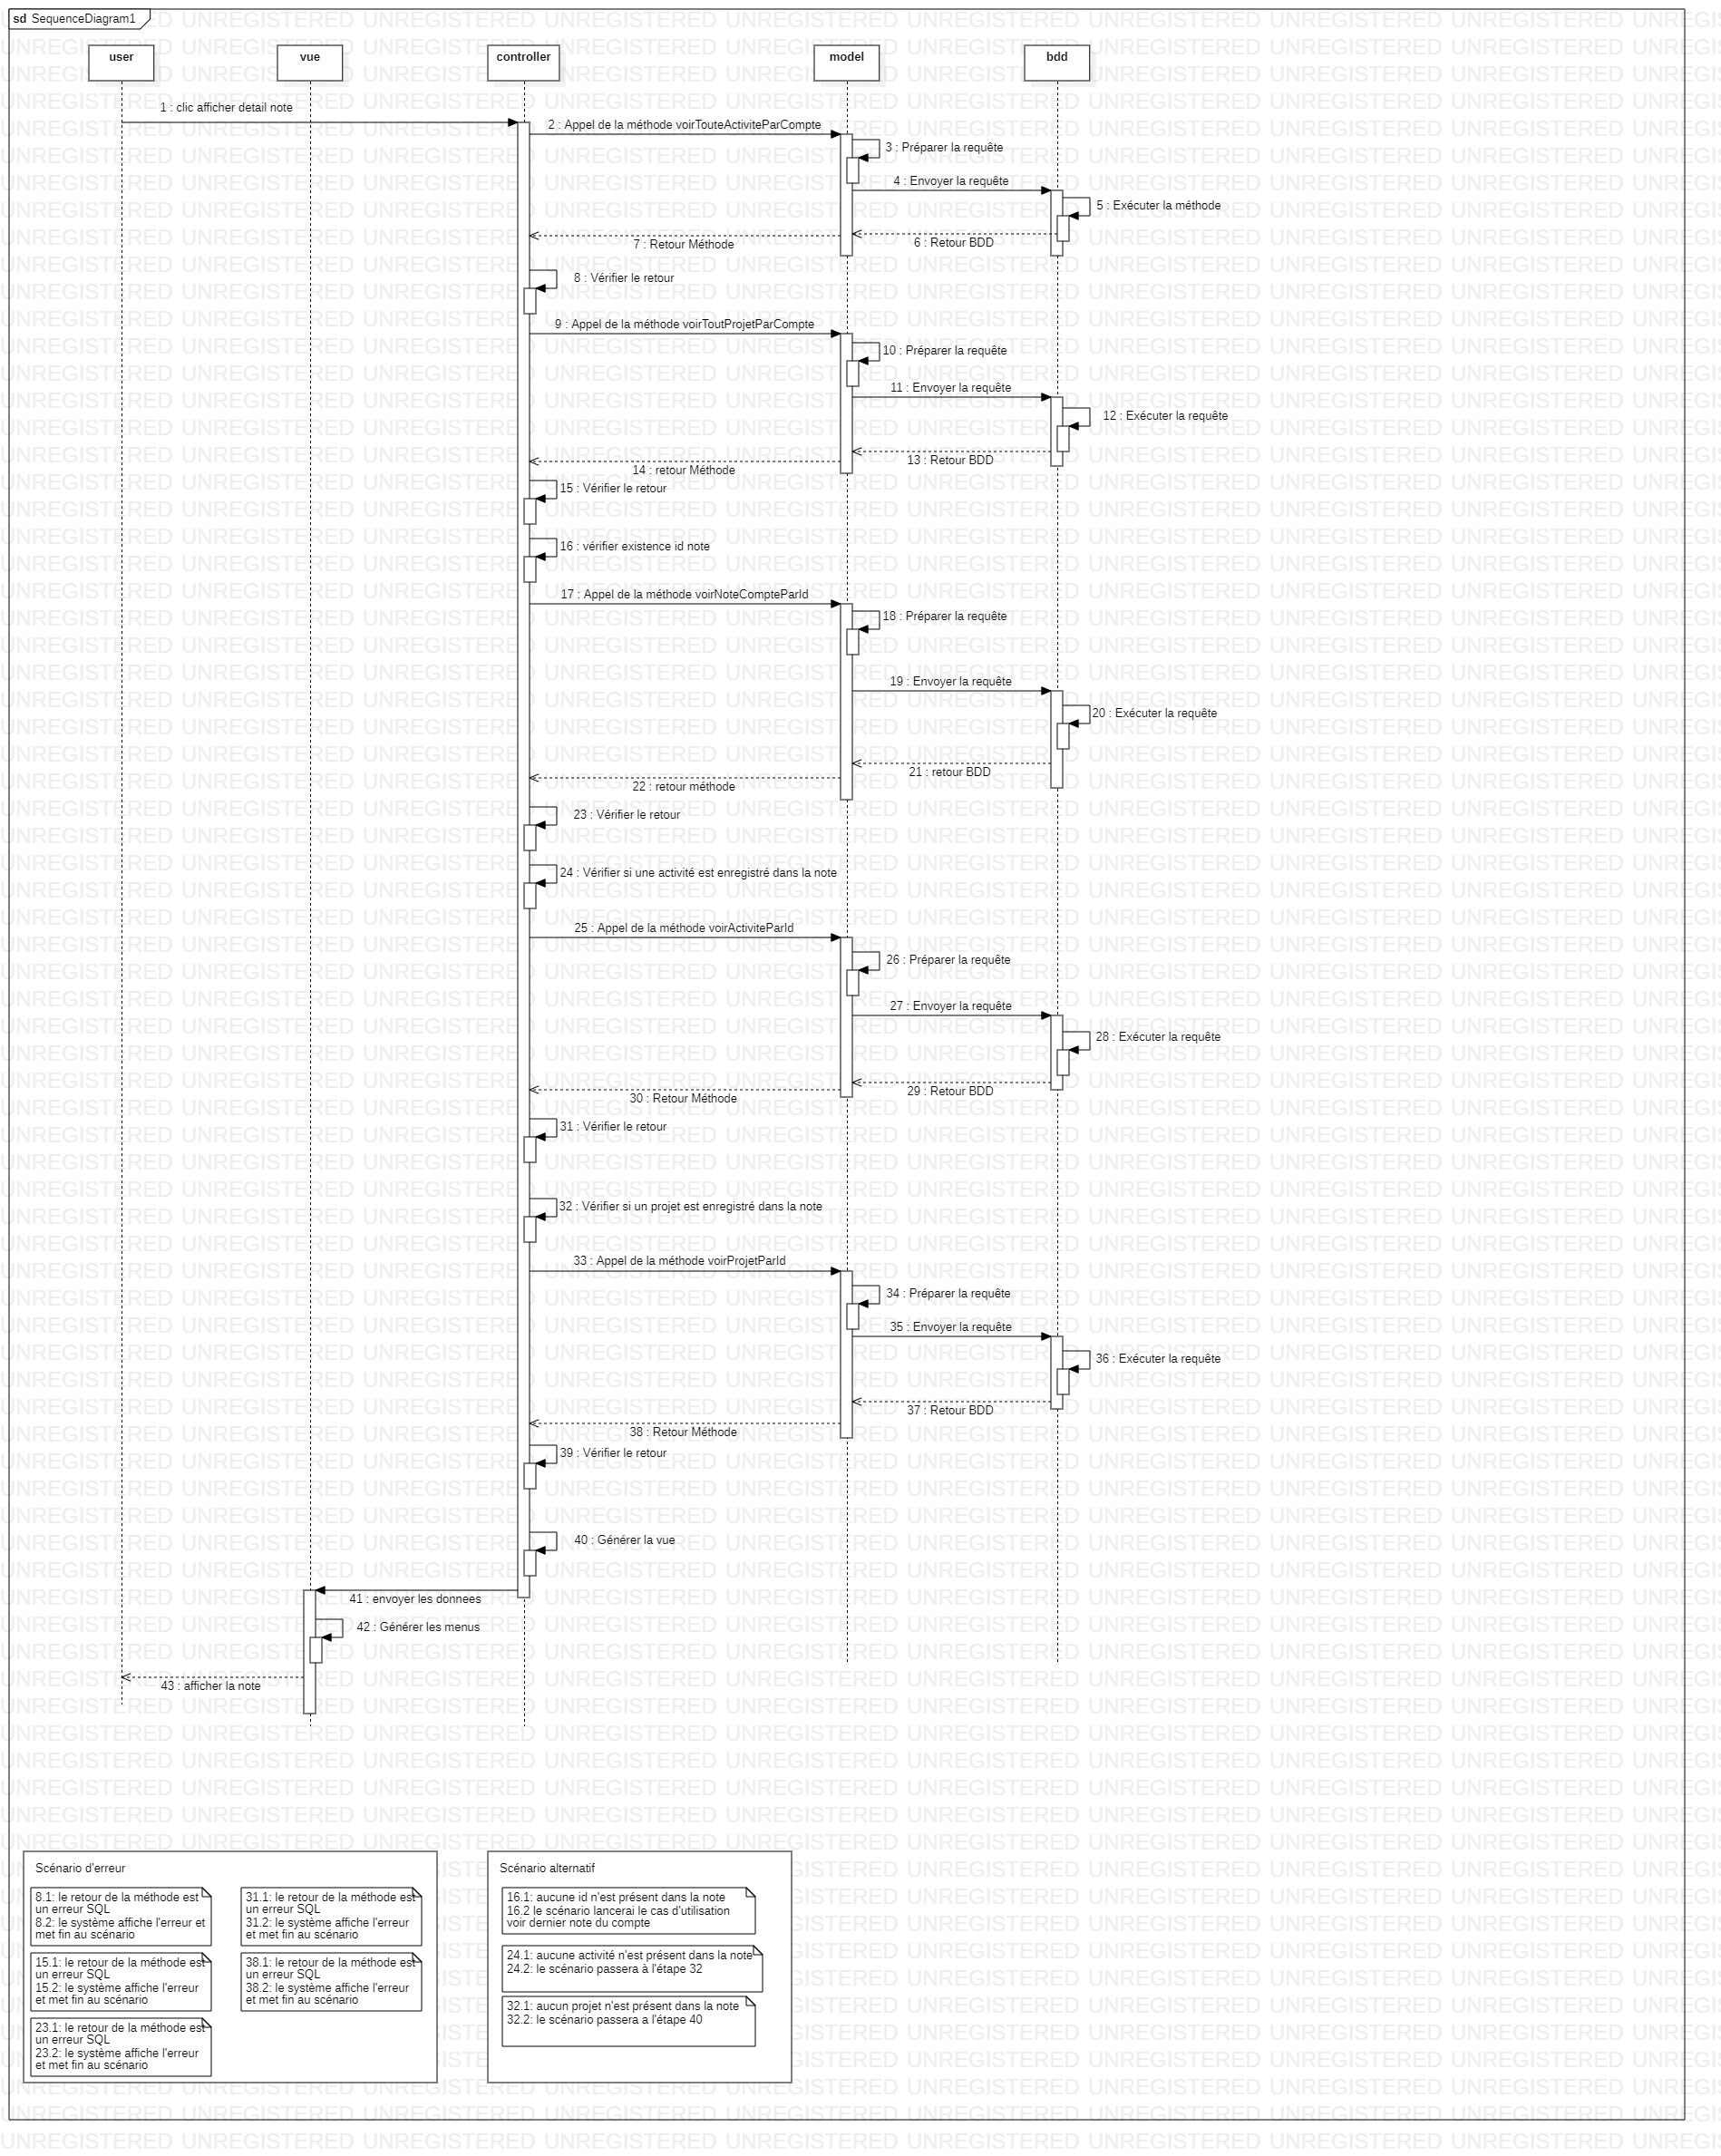 sd SequenceDiagram1
user
vue
controller
model
bdd
1 : clic afficher detail note
2 : Appel de la méthode voirTouteActiviteParCompte
3 : Préparer la requête
4 : Envoyer la requête
5 : Exécuter la méthode
6 : Retour BDD
7 : Retour Méthode
8 : Vérifier le retour
9 : Appel de la méthode voirToutProjetParCompte
10 : Préparer la requête
11 : Envoyer la requête
12 : Exécuter la requête
13 : Retour BDD
14 : retour Méthode
15 : Vérifier le retour
16 : vérifier existence id note
17 : Appel de la méthode voirNoteCompteParId
18 : Préparer la requête
19 : Envoyer la requête
20 : Exécuter la requête
21 : retour BDD
22 : retour méthode
23 : Vérifier le retour
24 : Vérifier si une activité est enregistré dans la note
25 : Appel de la méthode voirActiviteParId
26 : Préparer la requête
27 : Envoyer la requête
28 : Exécuter la requête
29 : Retour BDD
30 : Retour Méthode
31 : Vérifier le retour
32 : Vérifier si un projet est enregistré dans la note
33 : Appel de la méthode voirProjetParId
34 : Préparer la requête
35 : Envoyer la requête
36 : Exécuter la requête
37 : Retour BDD
38 : Retour Méthode
39 : Vérifier le retour
40 : Générer la vue
41 : envoyer les donnees
42 : Générer les menus
43 : afficher la note
Scénario d'erreur
8.1: le retour de la méthode est
un erreur SQL
8.2: le système affiche l'erreur et
met fin au scénario
15.1: le retour de la méthode est
un erreur SQL
15.2: le système affiche l'erreur
et met fin au scénario
23.1: le retour de la méthode est
un erreur SQL
23.2: le système affiche l'erreur
et met fin au scénario
31.1: le retour de la méthode est
un erreur SQL
31.2: le système affiche l'erreur
et met fin au scénario
38.1: le retour de la méthode est
un erreur SQL
38.2: le système affiche l'erreur
et met fin au scénario
Scénario alternatif
16.1: aucune id n'est présent dans la note
16.2 le scénario lancerai le cas d'utilisation
voir dernier note du compte
24.1: aucune activité n'est présent dans la note
24.2: le scénario passera à l'étape 32
32.1: aucun projet n'est présent dans la note
32.2: le scénario passera a l'étape 40
UNREGISTERED